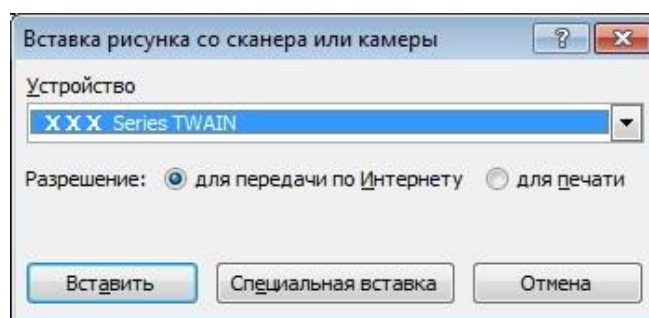 Вставка рисунка со сканера или камеры
Устройство
X X X Series TWAIN
Разрешение: для передачи по Интернету для печати
Вставить Специальная вставка Отмена